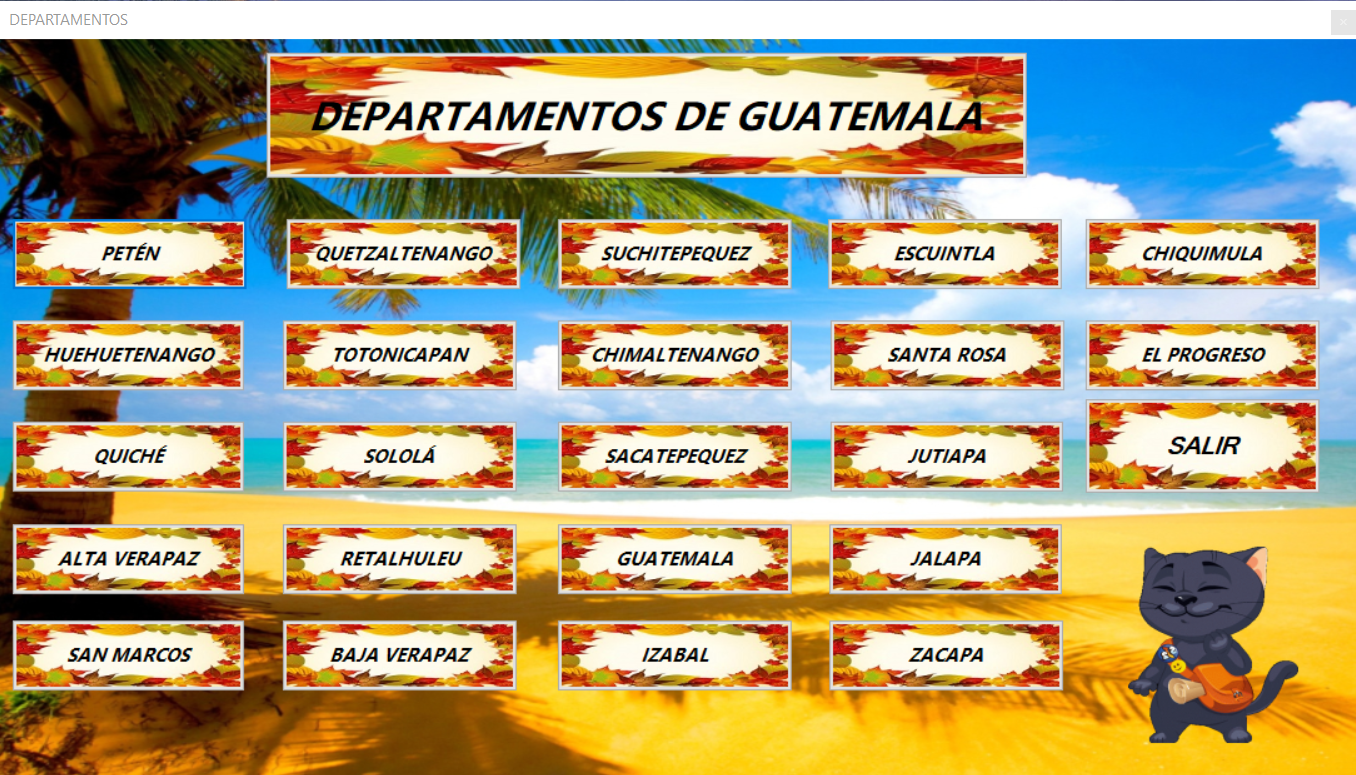 DEPARTAMENTOS
DEPARTAMENTOS DE GUATEMALA
PETÉN
QUETZALTENANGO
SUCHITEPEQUEZ
ESCUINTLA
CHIQUIMULA
HUEHUETENANGO
TOTONICAPAN
CHIMALTENANGO
SANTA ROSA
EL PROGRESO
QUICHÉ
SOLOLÁ
SACATEPEQUEZ
JUTIAPA
SALIR
ALTA VERAPAZ
RETALHULEU
GUATEMALA
JALAPA
SAN MARCOS
BAJA VERAPAZ
IZABAL
ZACAPA